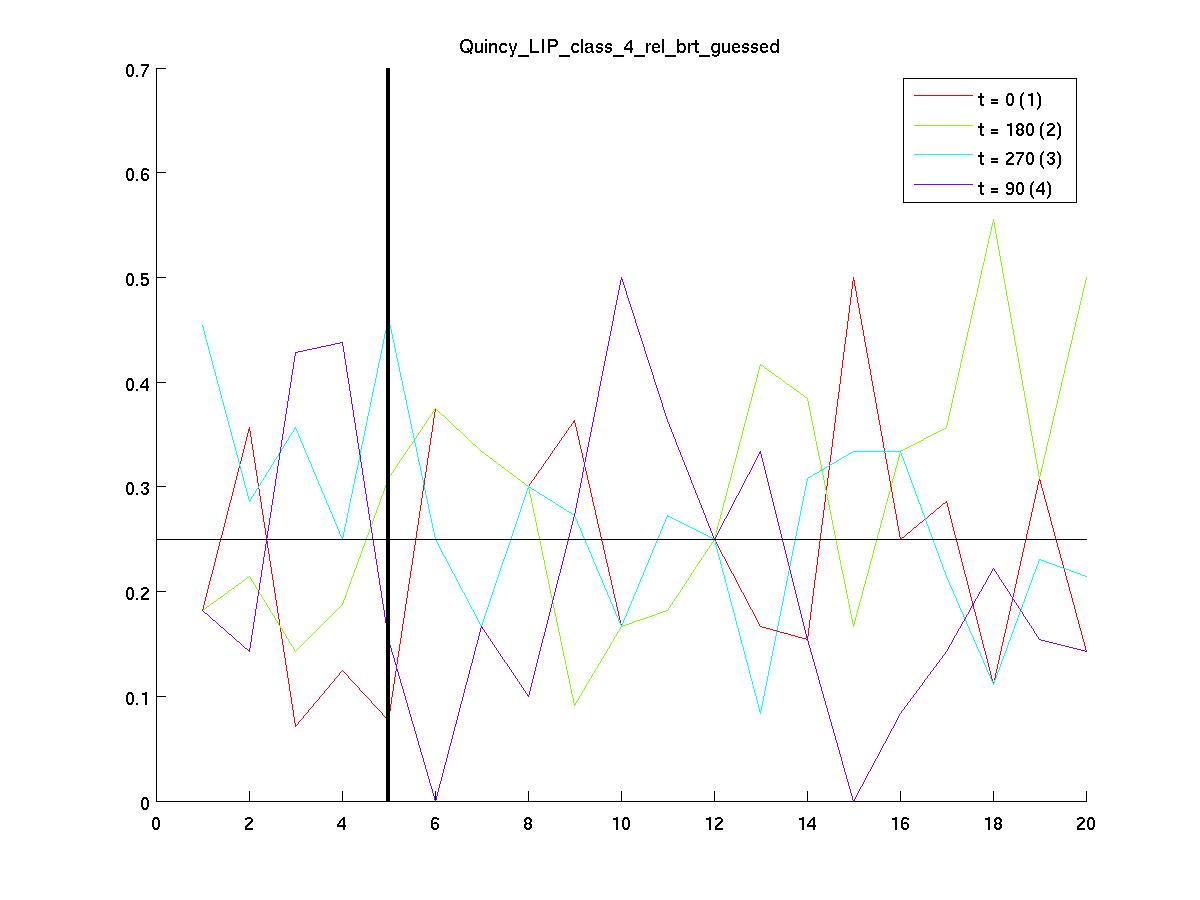 Quincy_LIP_class_4_rel_brt_guessed
0.7
0.6
0.5
0.4
0.3
0.2
0.1
0
t = 0 (1)
t = 180 (2)
t = 270 (3)
t = 90 (4)
0 2 4 6 8 10 12 14 16 18 20